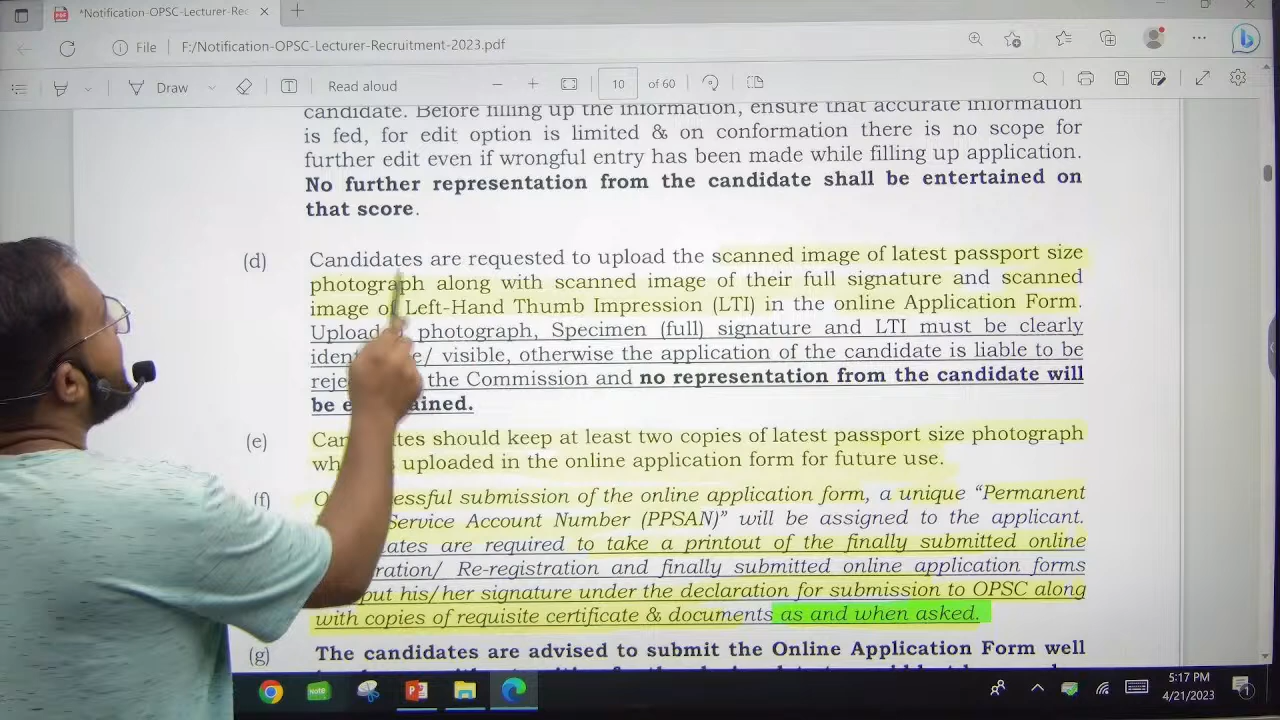 *Notification-OPSC-Lecturer-Rec
File F:/Notification-OPSC-Lecturer-Recruitment-2023.pdf
Draw Read aloud 10 of 60
candidate. Before filling up the information, ensure that accurate information
is fed, for edit option is limited & on conformation there is no scope for
further edit even if wrongful entry has been made while filling up application.
No further representation from the candidate shall be entertained on
that score.
(d) Candidates are requested to upload the scanned image of latest passport size
photograph along with scanned image of their full signature and scanned
image of Left-Hand Thumb Impression (LTI) in the online Application Form.
photograph, Specimen (full) signature and LTI must be clearly
/ visible, otherwise the application of the candidate is liable to be
the Commission and no representation from the candidate will
be
(e) should keep at least two copies of latest passport size photograph
uploaded in the online application form for future use.
(f) submission of the online application form, a unique “Permanent
Service Account Number (PPSAN)” will be assigned to the applicant.
are required to take a printout of the finally submitted online
/ Re-registration and finally submitted online application forms
put his/her signature under the declaration for submission to OPSC along
with copies of requisite certificate & documents as and when asked.
(g) The candidates are advised to submit the Online Application Form well
Note
5:17 PM
4/21/2023